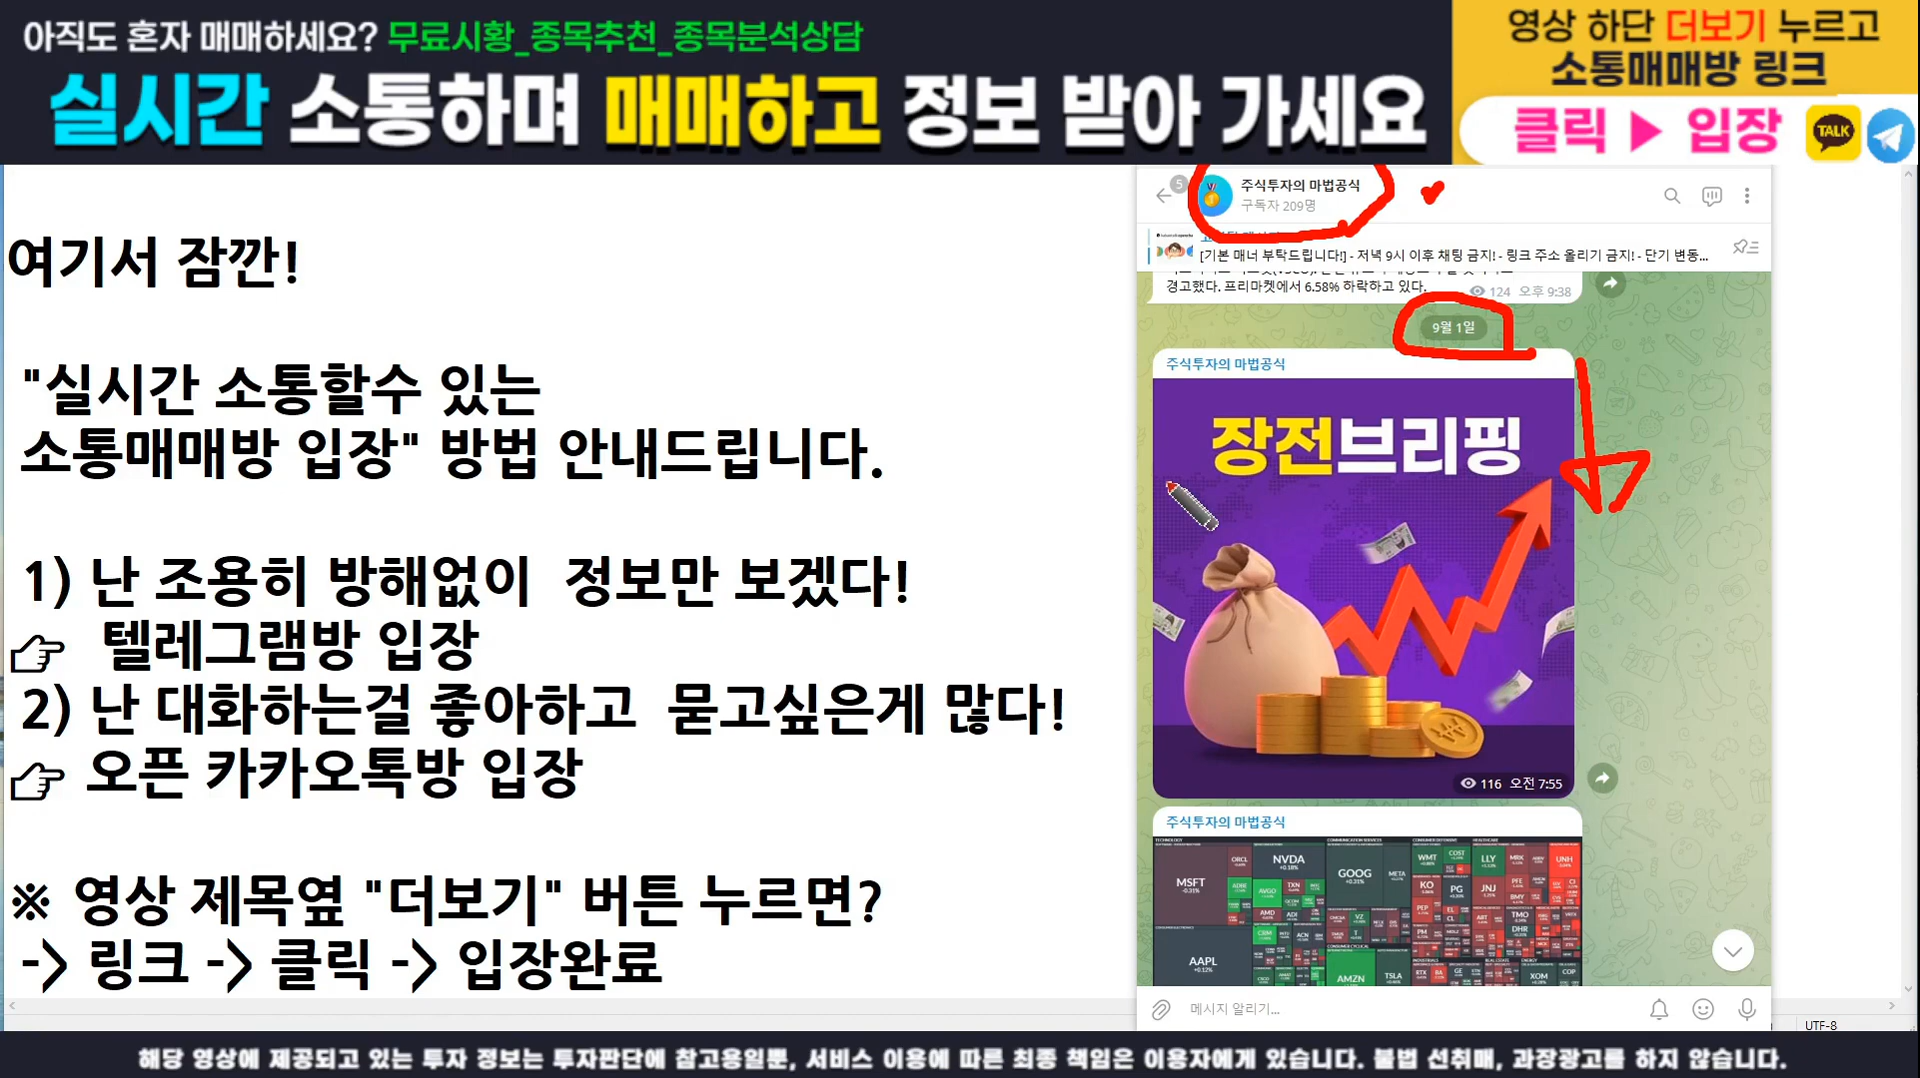 아직도 혼자 매매하세요? 무료시황_종목추천_종목분석상담
실시간 소통하며 매매하고 정보 받아 가세요
영상 하단 더보기 누르고
소통매매방 링크
클릭 ▶ 입장
TALK
여기서 잠깐!
"실시간 소통할수 있는
소통매매방 입장" 방법 안내드립니다.
1) 난 조용히 방해없이 정보만 보겠다!
☞ 텔레그램방 입장
2) 난 대화하는걸 좋아하고 묻고싶은게 많다!
☞ 오픈 카카오톡방 입장
※ 영상 제목옆 "더보기" 버튼 누르면?
-> 링크 -> 클릭 -> 입장완료
5
주식투자의 마법공식
구독자 209명
[기본 매너 부탁드립니다!] - 저녁 9시 이후 채팅 금지! - 링크 주소 올리기 금지! - 단기 변동...
경고했다. 프리마켓에서 6.58% 하락하고 있다.
124 오후 9:38
9월 1일
주식투자의 마법공식
장전브리핑
116 오전 7:55
주식투자의 마법공식
MSFT
ORCL
NVDA
GOOG
META
WMT
COST
LLY
UNH
AVGO
KO
PG
JNJ
AMD
TMO
DHR
AAPL
AMZN
TSLA
XOM
COP
메시지 알리기...
UTF-8
해당 영상에 제공되고 있는 투자 정보는 투자판단에 참고용일뿐, 서비스 이용에 따른 최종 책임은 이용자에게 있습니다. 불법 선취매, 과장광고를 하지 않습니다.